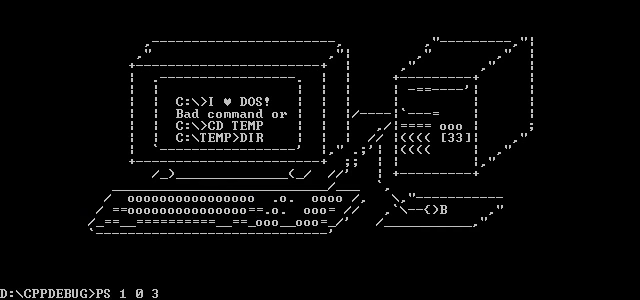 C:\>I ♥ DOS!
Bad command or
C:\>CD TEMP
C:\TEMP>DIR
[33]
D:\CPPDEBUG>PS 1 0 3